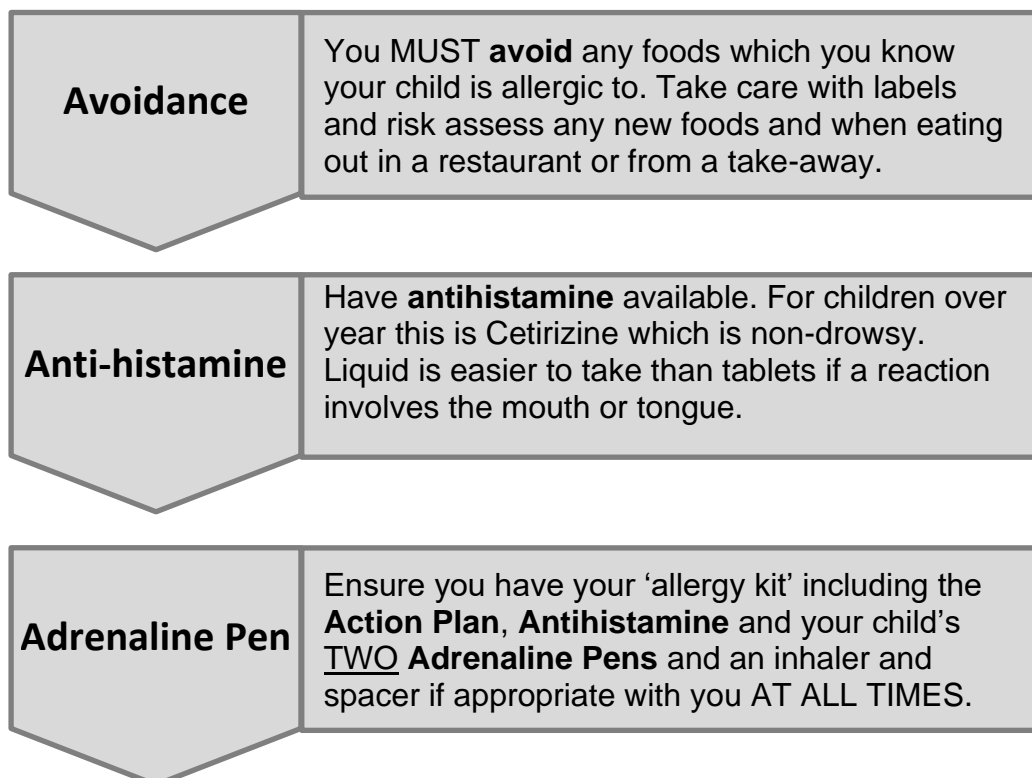 Avoidance
You MUST avoid any foods which you know
your child is allergic to. Take care with labels
and risk assess any new foods and when eating
out in a restaurant or from a take-away.
Anti-histamine
Have antihistamine available. For children over
year this is Cetirizine which is non-drowsy.
Liquid is easier to take than tablets if a reaction
involves the mouth or tongue.
Adrenaline Pen
Ensure you have your ‘allergy kit’ including the
Action Plan, Antihistamine and your child’s
TWO Adrenaline Pens and an inhaler and
spacer if appropriate with you AT ALL TIMES.